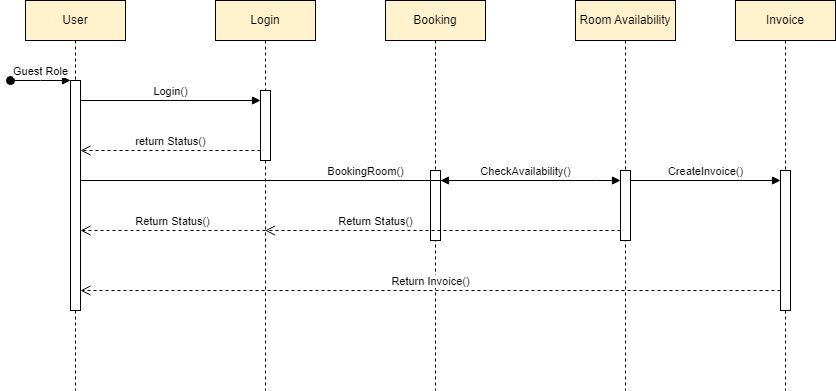 User
Login
Booking
Room Availability
Invoice
Guest Role
Login()
return Status()
BookingRoom()
CheckAvailability()
CreateInvoice()
Return Status()
Return Status()
Return Invoice()